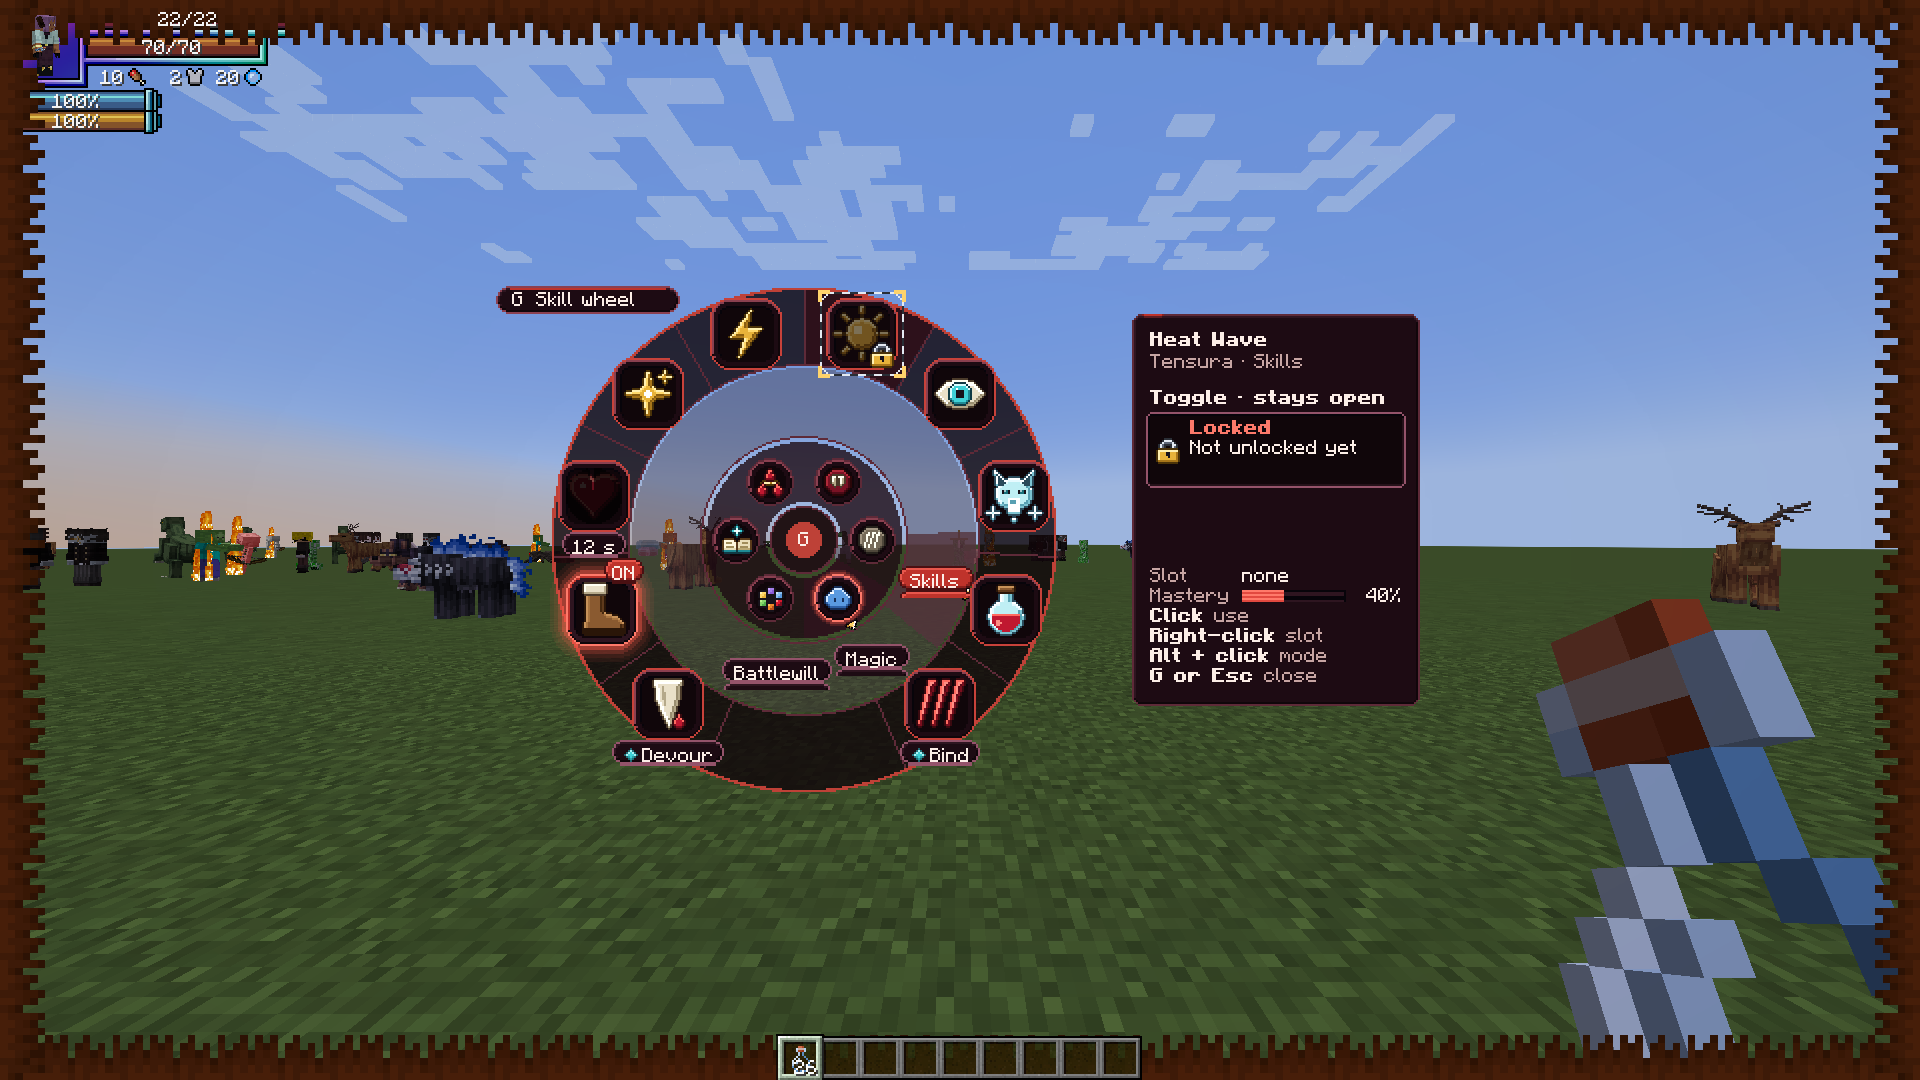 22/22
70/70
10 2 20
100%
100%
G Skill wheel
12 s
ON
G
Skills
Magic
Battlewill
Devour
Bind
Heat Wave
Tensura · Skills
Toggle · stays open
Locked
Not unlocked yet
Slot none
Mastery 40%
Click use
Right-click slot
Alt + click mode
G or Esc close
26